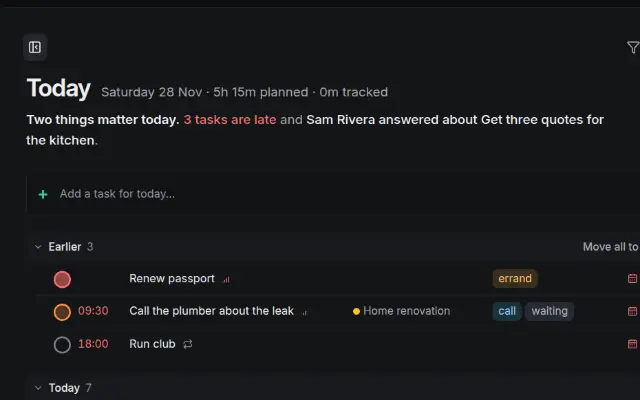 Today Saturday 28 Nov · 5h 15m planned · 0m tracked
Two things matter today. 3 tasks are late and Sam Rivera answered about Get three quotes for
the kitchen.
+ Add a task for today...
Earlier 3 Move all to
Renew passport errand
09:30 Call the plumber about the leak Home renovation call waiting
18:00 Run club
Today 7